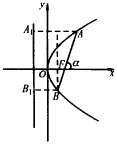 y
A₁ A
O F α x
B₁ B